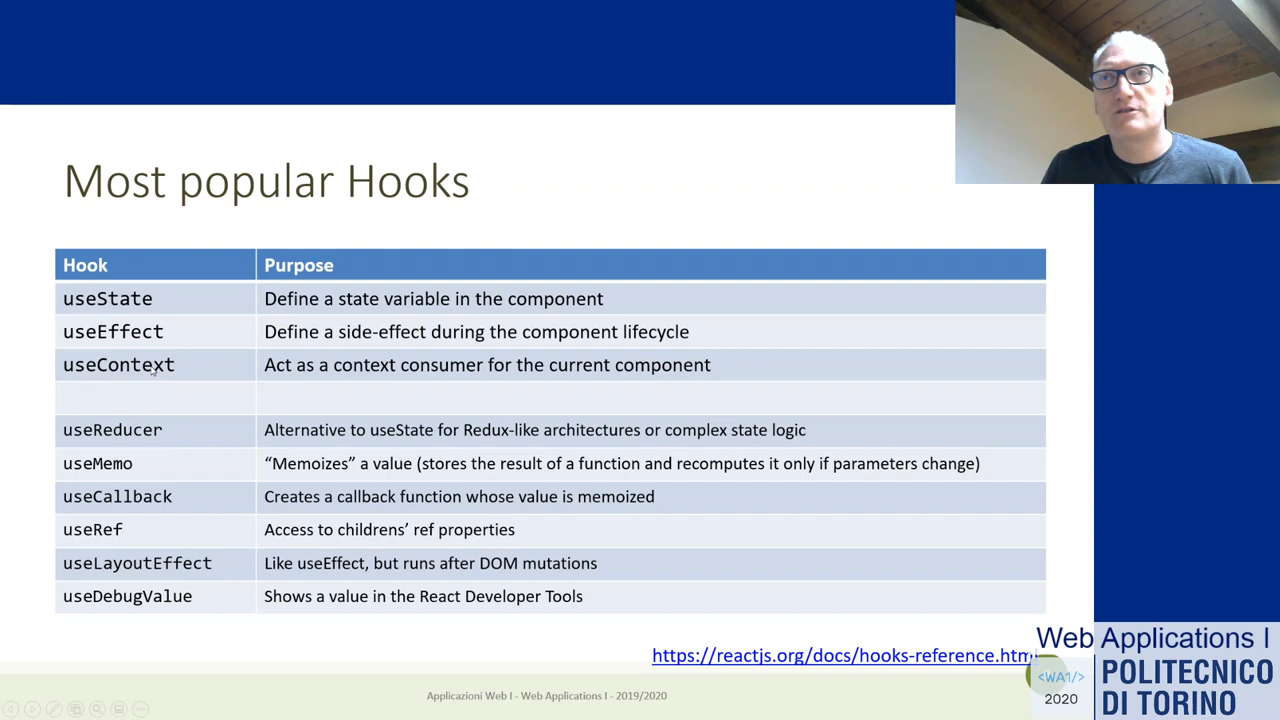 Most popular Hooks
Hook Purpose
useState Define a state variable in the component
useEffect Define a side-effect during the component lifecycle
useContext Act as a context consumer for the current component
useReducer Alternative to useState for Redux-like architectures or complex state logic
useMemo “Memoizes” a value (stores the result of a function and recomputes it only if parameters change)
useCallback Creates a callback function whose value is memoized
useRef Access to childrens’ ref properties
useLayoutEffect Like useEffect, but runs after DOM mutations
useDebugValue Shows a value in the React Developer Tools
https://reactjs.org/docs/hooks-reference.htm
Applicazioni Web I - Web Applications I - 2019/2020
Web Applications I
<WA1/>
2020
POLITECNICO
DI TORINO